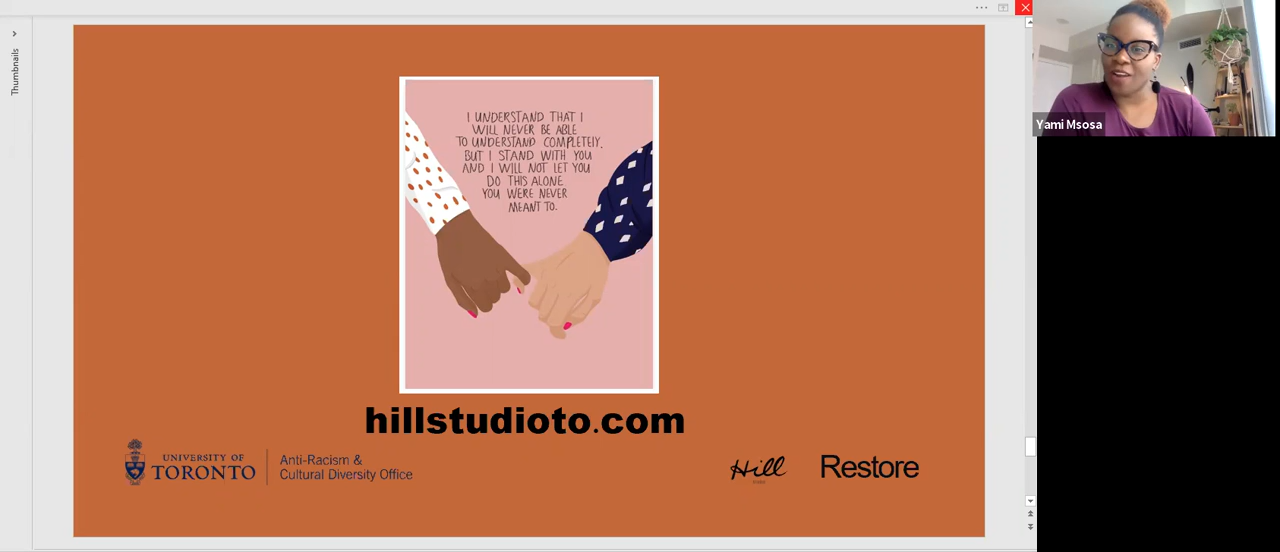 Thumbnails
I UNDERSTAND THAT I
WILL NEVER BE ABLE
TO UNDERSTAND COMPLETELY,
BUT I STAND WITH YOU
AND I WILL NOT LET YOU
DO THIS ALONE
YOU WERE NEVER
MEANT TO.
hillstudioto.com
UNIVERSITY OF
TORONTO
Anti-Racism &
Cultural Diversity Office
Hill
Restore
Yami Msosa